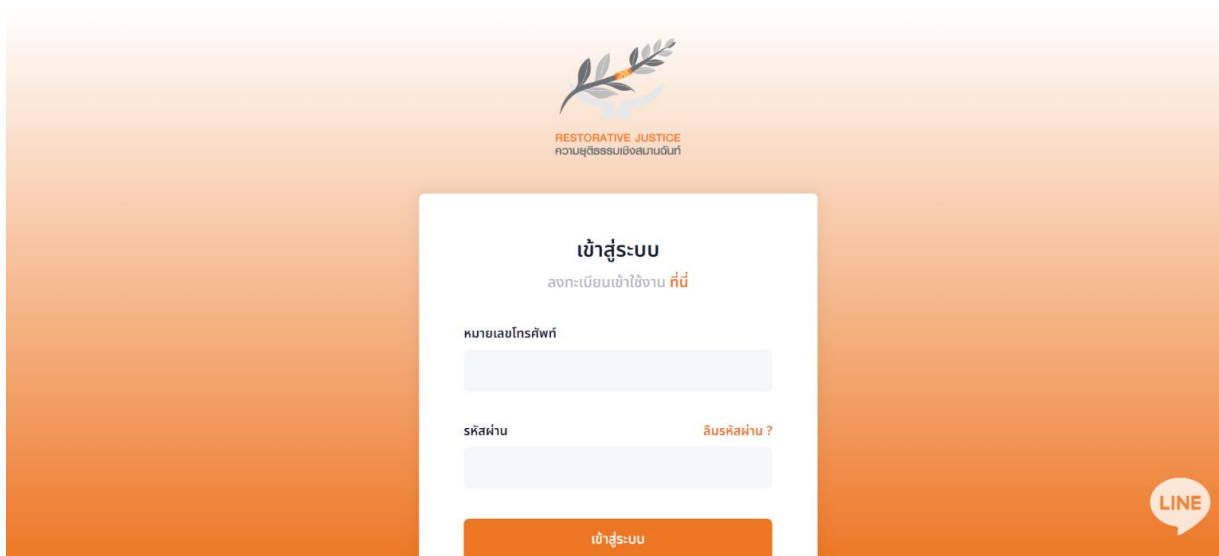 RESTORATIVE JUSTICE
ความยุติธรรมเชิงสมานฉันท์
เข้าสู่ระบบ
ลงทะเบียนเข้าใช้งาน ที่นี่
หมายเลขโทรศัพท์
รหัสผ่าน ลืมรหัสผ่าน ?
LINE
เข้าสู่ระบบ